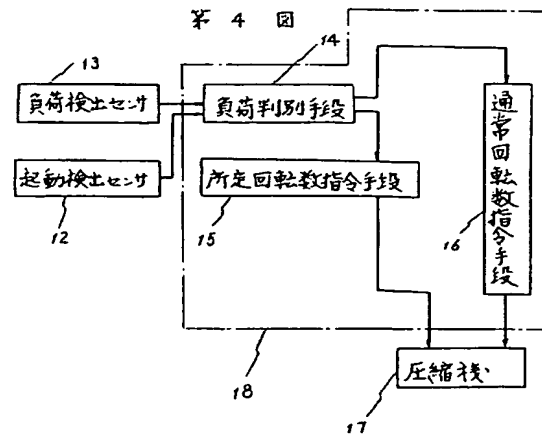 第 4 図
13
14
負荷検出センサ
負荷判別手段
起動検出センサ
12
所定回転数指令手段
15
通常回転数指令手段
16
18
圧縮機
17